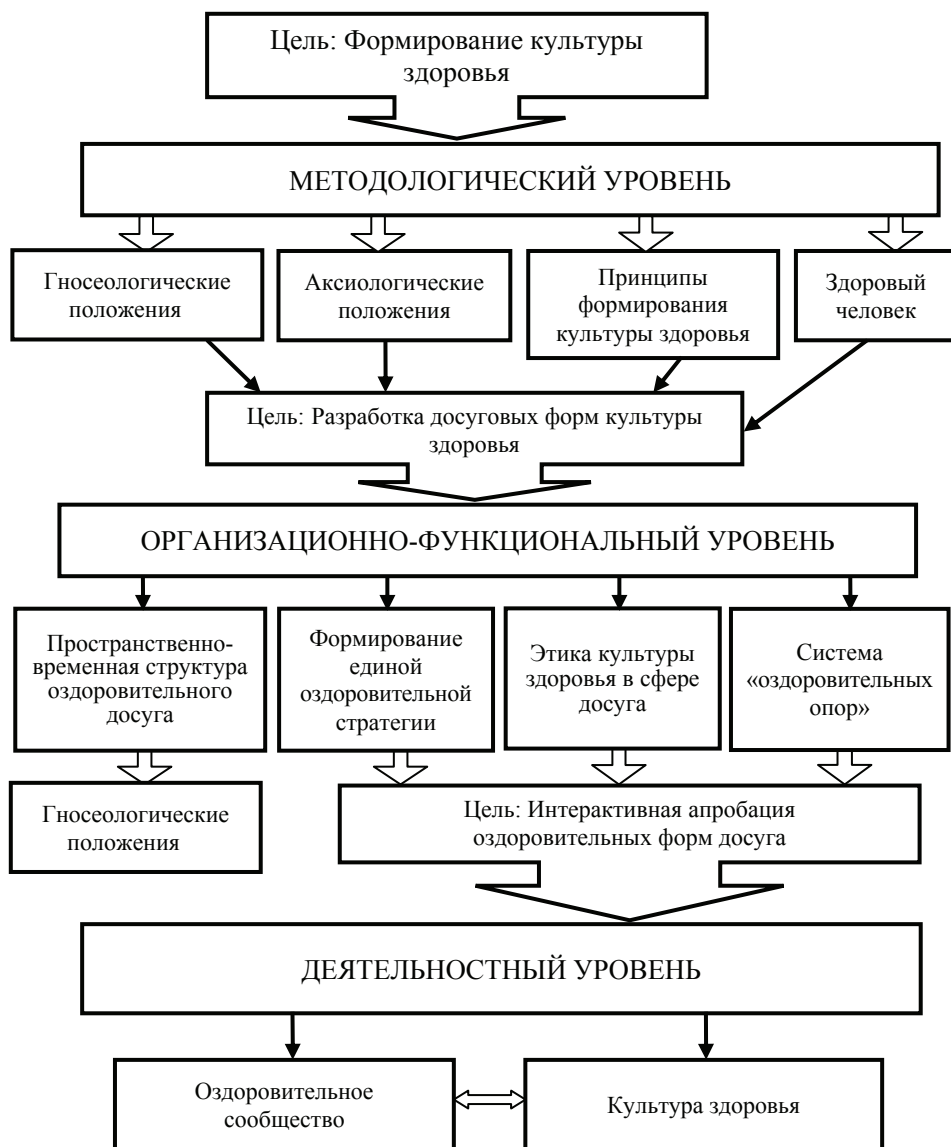 Цель: Формирование культуры
здоровья
МЕТОДОЛОГИЧЕСКИЙ УРОВЕНЬ
Гносеологические
положения
Аксиологические
положения
Принципы
формирования
культуры здоровья
Здоровый
человек
Цель: Разработка досуговых форм культуры
здоровья
ОРГАНИЗАЦИОННО-ФУНКЦИОНАЛЬНЫЙ УРОВЕНЬ
Пространственно-
временная структура
оздоровительного
досуга
Формирование
единой
оздоровительной
стратегии
Этика культуры
здоровья в сфере
досуга
Система
«оздоровительных
опор»
Гносеологические
положения
Цель: Интерактивная апробация
оздоровительных форм досуга
ДЕЯТЕЛЬНОСТНЫЙ УРОВЕНЬ
Оздоровительное
сообщество
Культура здоровья